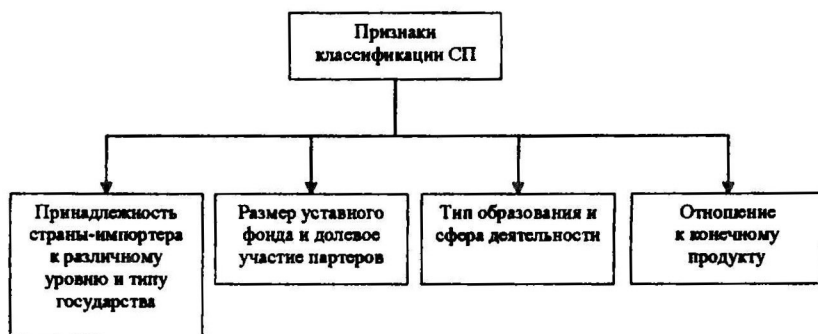 Признаки
классификации СП
Принадлежность
страны-импортера
к различному
уровню и типу
государства
Размер уставного
фонда и долевое
участие партеров
Тип образования и
сфера деятельности
Отношение
к конечному
продукту